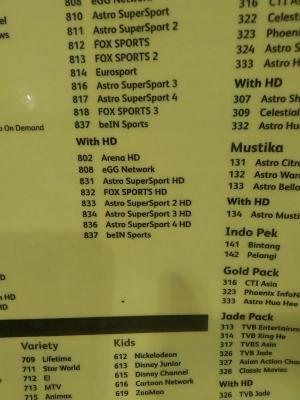 808 eGG Network
810 Astro SuperSport
811 Astro SuperSport 2
812 FOX SPORTS
813 FOX SPORTS 2
814 Eurosport
816 Astro SuperSport 3
817 Astro SuperSport 4
818 FOX SPORTS 3
837 beIN Sports
With HD
802 Arena HD
808 eGG Network
831 Astro SuperSport HD
832 FOX SPORTS HD
833 Astro SuperSport 2 HD
834 Astro SuperSport 3 HD
836 Astro SuperSport 4 HD
837 beIN Sports
On Demand
HD
HD
Variety
709 Lifetime
711 Star World
712 E!
713 MTV
715 Animax
Kids
612 Nickelodeon
613 Disney Junior
615 Disney Channel
616 Cartoon Network
619 ZooMoo
316 CTI A
322 Celesti
323 Phoeni
324 Astro S
333 Astro H
With HD
307 Astro Sh
309 Celestial
332 Astro Hu
Mustika
131 Astro Citr
132 Astro War
133 Astro Bella
With HD
134 Astro Musti
Indo Pek
141 Bintang
142 Pelangi
Gold Pack
316 CTI Asia
323 Phoenix InfoN
333 Astro Hua Hee
Jade Pack
313 TVB Entertainm
314 TVB Xing He
317 TVBS Asia
326 TVB Jade
327 Asian Action Chan
328 Classic Movies
With HD
326 TVB Jade